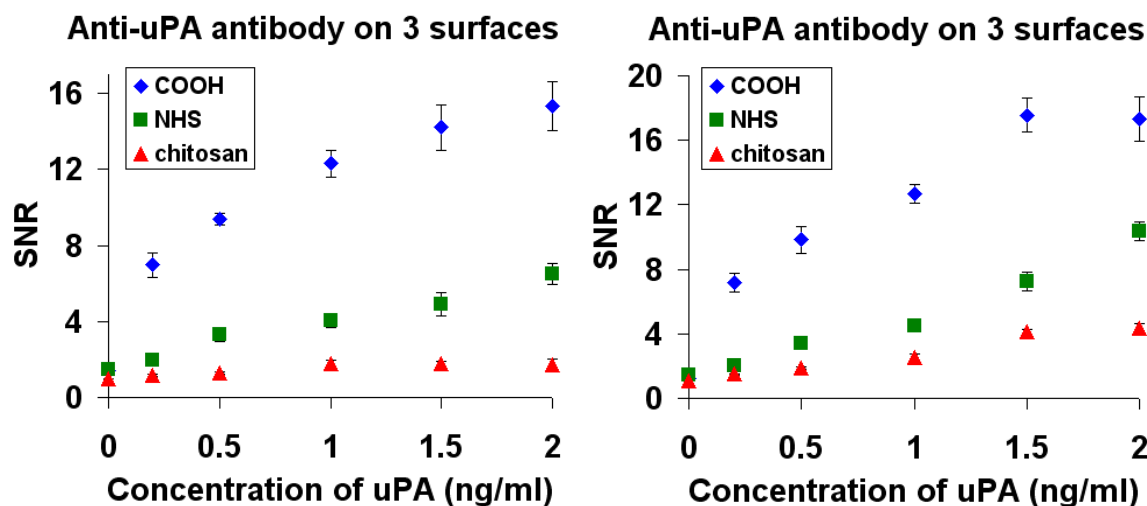 Anti-uPA antibody on 3 surfaces
COOH
NHS
chitosan
16
12
8
4
0
SNR
0 0.5 1 1.5 2
Concentration of uPA (ng/ml)
Anti-uPA antibody on 3 surfaces
COOH
NHS
chitosan
20
16
12
8
4
0
SNR
0 0.5 1 1.5 2
Concentration of uPA (ng/ml)